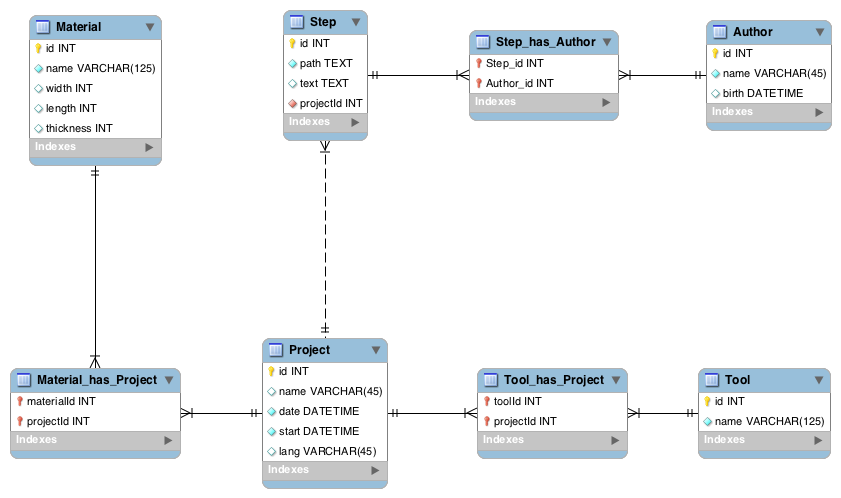 Material
id INT
name VARCHAR(125)
width INT
length INT
thickness INT
Indexes
Step
id INT
path TEXT
text TEXT
projectId INT
Indexes
Step_has_Author
Step_id INT
Author_id INT
Indexes
Author
id INT
name VARCHAR(45)
birth DATETIME
Indexes
Material_has_Project
materialId INT
projectId INT
Indexes
Project
id INT
name VARCHAR(45)
date DATETIME
start DATETIME
lang VARCHAR(45)
Indexes
Tool_has_Project
toolId INT
projectId INT
Indexes
Tool
id INT
name VARCHAR(125)
Indexes